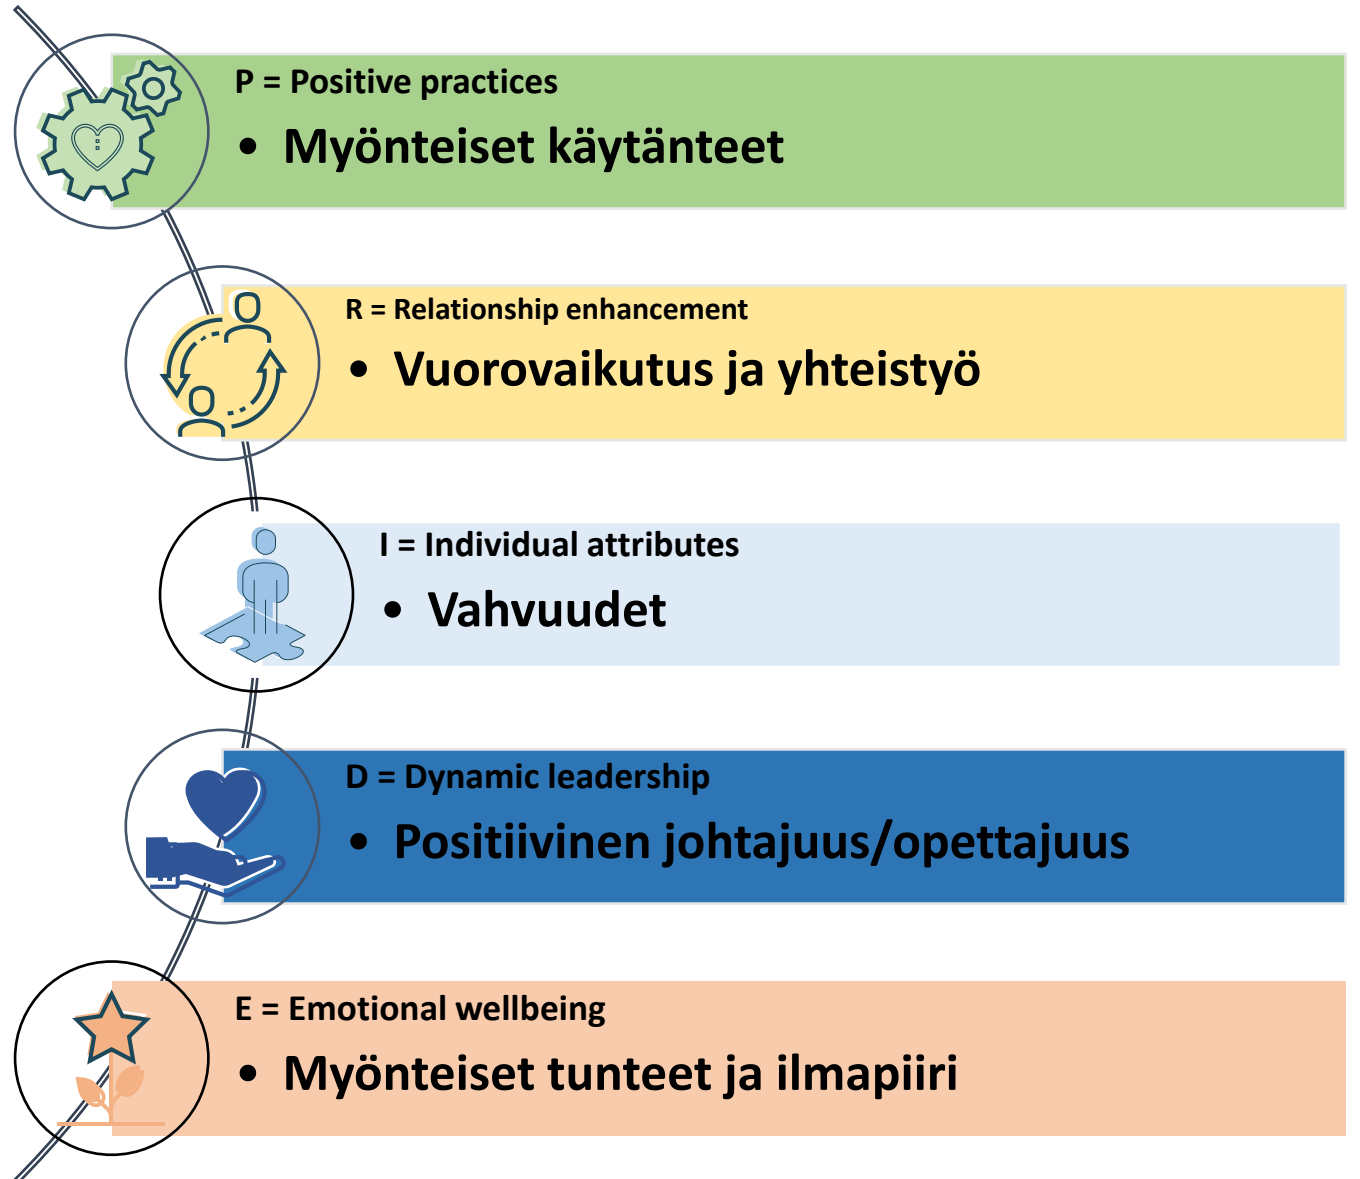 P = Positive practices
• Myönteiset käytänteet
R = Relationship enhancement
• Vuorovaikutus ja yhteistyö
I = Individual attributes
• Vahvuudet
D = Dynamic leadership
• Positiivinen johtajuus/opettajuus
E = Emotional wellbeing
• Myönteiset tunteet ja ilmapiiri